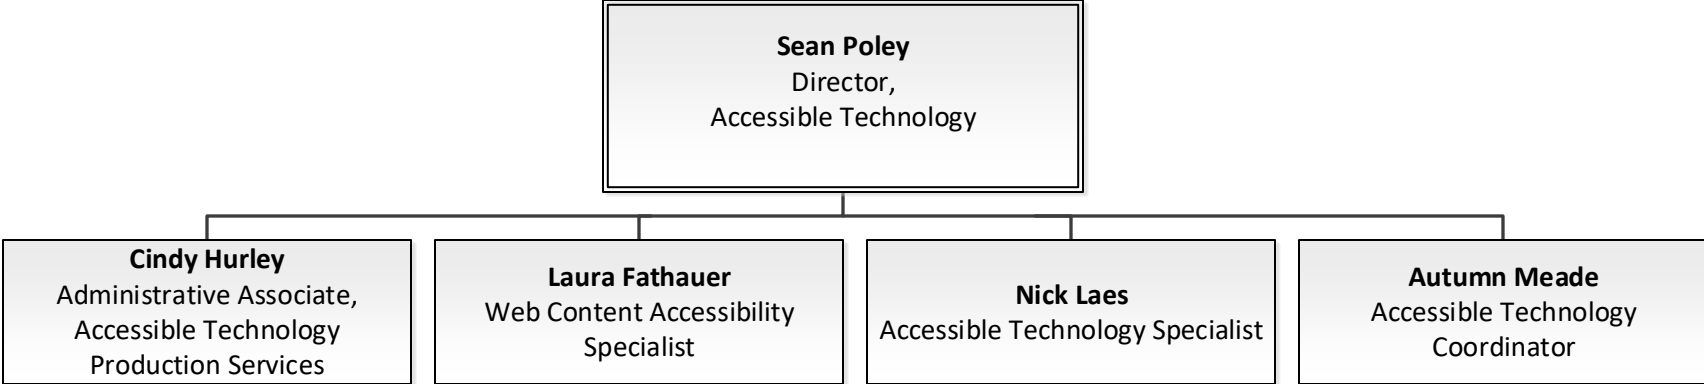 Sean Poley
Director,
Accessible Technology
Cindy Hurley
Administrative Associate,
Accessible Technology
Production Services
Laura Fathauer
Web Content Accessibility
Specialist
Nick Laes
Accessible Technology Specialist
Autumn Meade
Accessible Technology
Coordinator